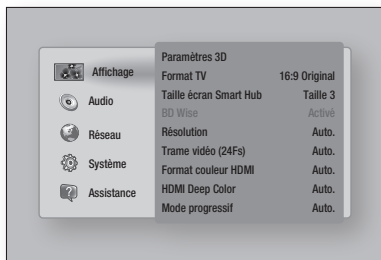 Affichage
Audio
Réseau
Système
Assistance
Paramètres 3D
Format TV 16:9 Original
Taille écran Smart Hub Taille 3
BD Wise Activé
Résolution Auto.
Trame vidéo (24Fs) Auto.
Format couleur HDMI Auto.
HDMI Deep Color Auto.
Mode progressif Auto.